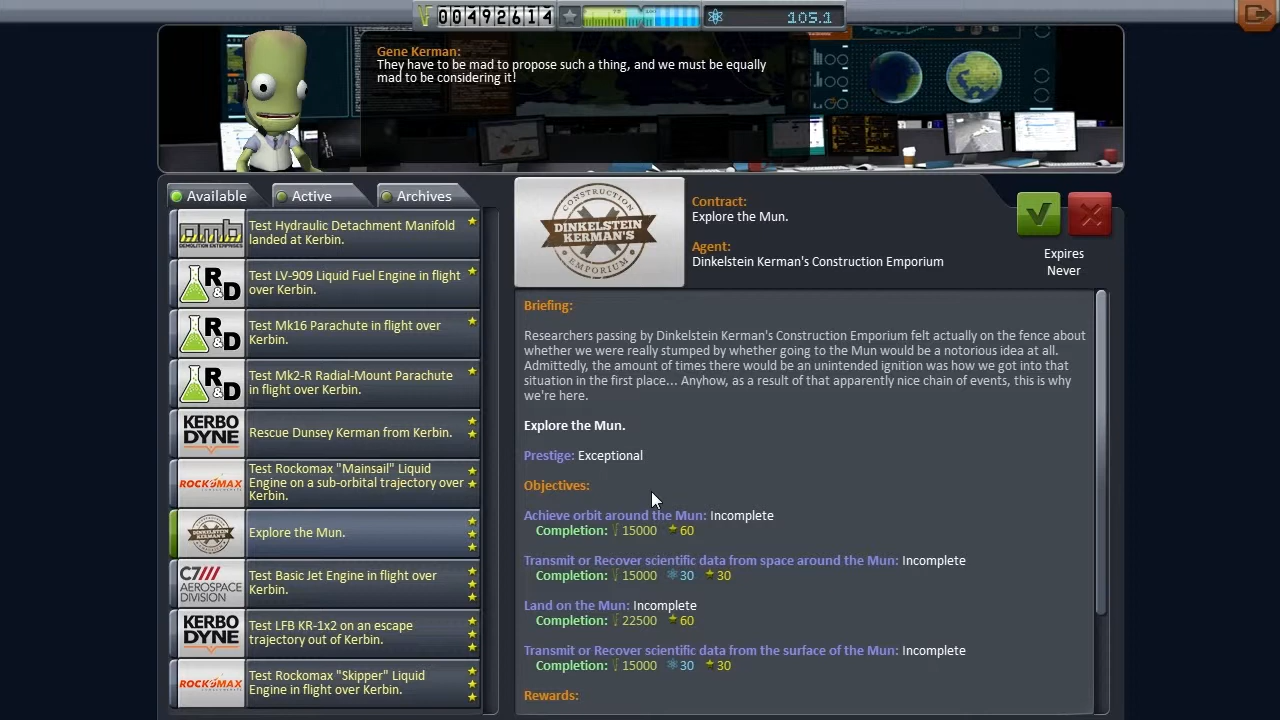 00492614
105.1
Gene Kerman:
They have to be mad to propose such a thing, and we must be equally
mad to be considering it!
Available
Active
Archives
Test Hydraulic Detachment Manifold
landed at Kerbin.
Test LV-909 Liquid Fuel Engine in flight
over Kerbin.
Test Mk16 Parachute in flight over
Kerbin.
Test Mk2-R Radial-Mount Parachute
in flight over Kerbin.
Rescue Dunsey Kerman from Kerbin.
Test Rockomax "Mainsail" Liquid
Engine on a sub-orbital trajectory over
Kerbin.
Explore the Mun.
Test Basic Jet Engine in flight over
Kerbin.
Test LFB KR-1x2 on an escape
trajectory out of Kerbin.
Test Rockomax "Skipper" Liquid
Engine in flight over Kerbin.
DEMOLITION ENTERPRISES
R&D
R&D
R&D
KERBO
DYNE
ROCKOMAX
C7///
AEROSPACE
DIVISION
KERBO
DYNE
ROCKOMAX
CONSTRUCTION
DINKELSTEIN
KERMAN'S
EMPORIUM
Contract:
Explore the Mun.
Agent:
Dinkelstein Kerman's Construction Emporium
Expires
Never
Briefing:
Researchers passing by Dinkelstein Kerman's Construction Emporium felt actually on the fence about
whether we were really stumped by whether going to the Mun would be a notorious idea at all.
Admittedly, the amount of times there would be an unintended ignition was how we got into that
situation in the first place... Anyhow, as a result of that apparently nice chain of events, this is why
we're here.
Explore the Mun.
Prestige: Exceptional
Objectives:
Achieve orbit around the Mun: Incomplete
Completion: 15000 60
Transmit or Recover scientific data from space around the Mun: Incomplete
Completion: 15000 30 30
Land on the Mun: Incomplete
Completion: 22500 60
Transmit or Recover scientific data from the surface of the Mun: Incomplete
Completion: 15000 30 30
Rewards: